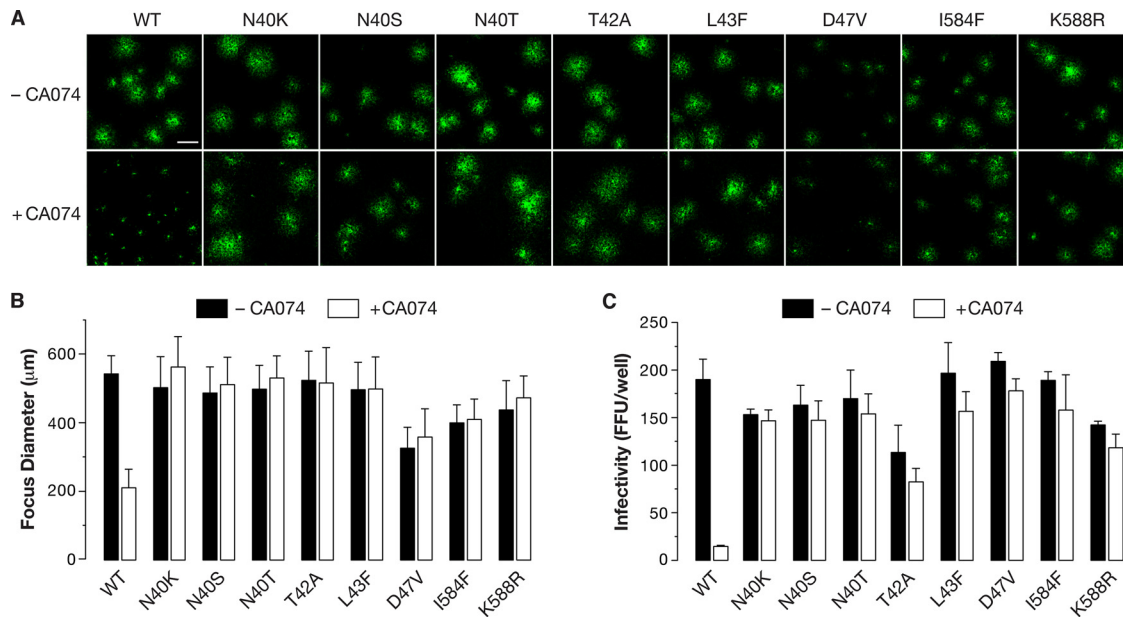 A
WT N40K N40S N40T T42A L43F D47V I584F K588R
– CA074
+ CA074
B
– CA074 +CA074
Focus Diameter (μm)
600
400
200
0
WT N40K N40S N40T T42A L43F D47V I584F K588R
C
– CA074 +CA074
Infectivity (FFU/well)
250
200
150
100
50
0
WT N40K N40S N40T T42A L43F D47V I584F K588R